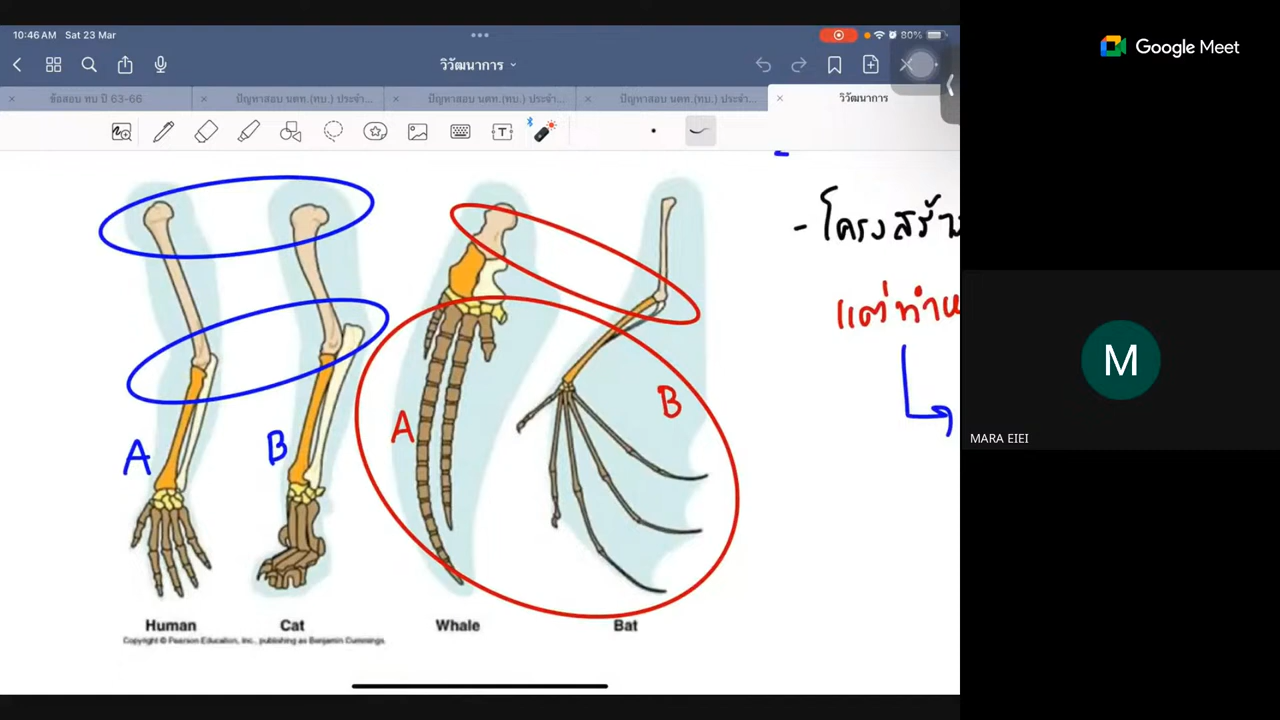 10:46 AM Sat 23 Mar
80%
Google Meet
วิวัฒนาการ
ข้อสอบ ทบ ปี 63-66
ปัญหาสอบ นตท.(ทบ.) ประจำ...
ปัญหาสอบ นตท.(ทบ.) ประจำ...
ปัญหาสอบ นตท.(ทบ.) ประจำ...
วิวัฒนาการ
T
- โครงสร้าง
แต่ทำห
A
B
A
B
M
MARA EIEI
Human
Cat
Whale
Bat
Copyright © Pearson Education, Inc., publishing as Benjamin Cummings.